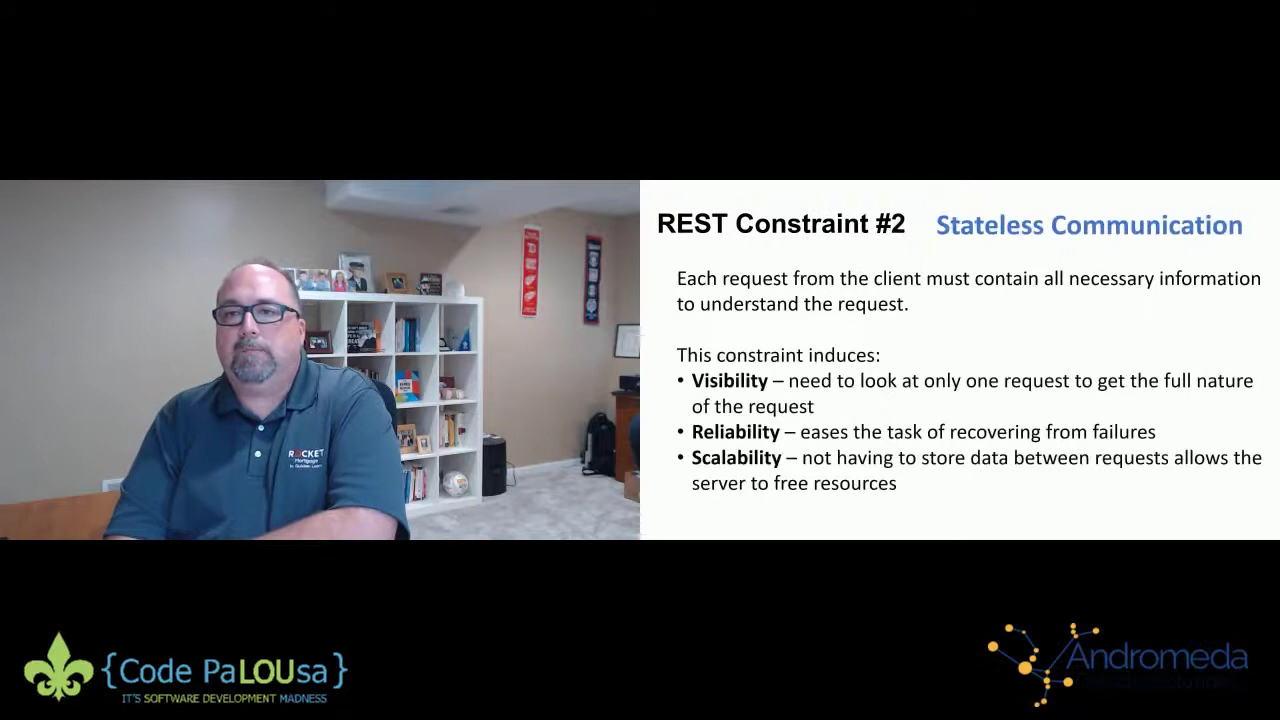 REST Constraint #2 Stateless Communication
Each request from the client must contain all necessary information
to understand the request.
This constraint induces:
• Visibility – need to look at only one request to get the full nature
of the request
• Reliability – eases the task of recovering from failures
• Scalability – not having to store data between requests allows the
server to free resources
ROCKET
Mortgage
{Code PaLOUsa}
IT'S SOFTWARE DEVELOPMENT MADNESS
Andromeda